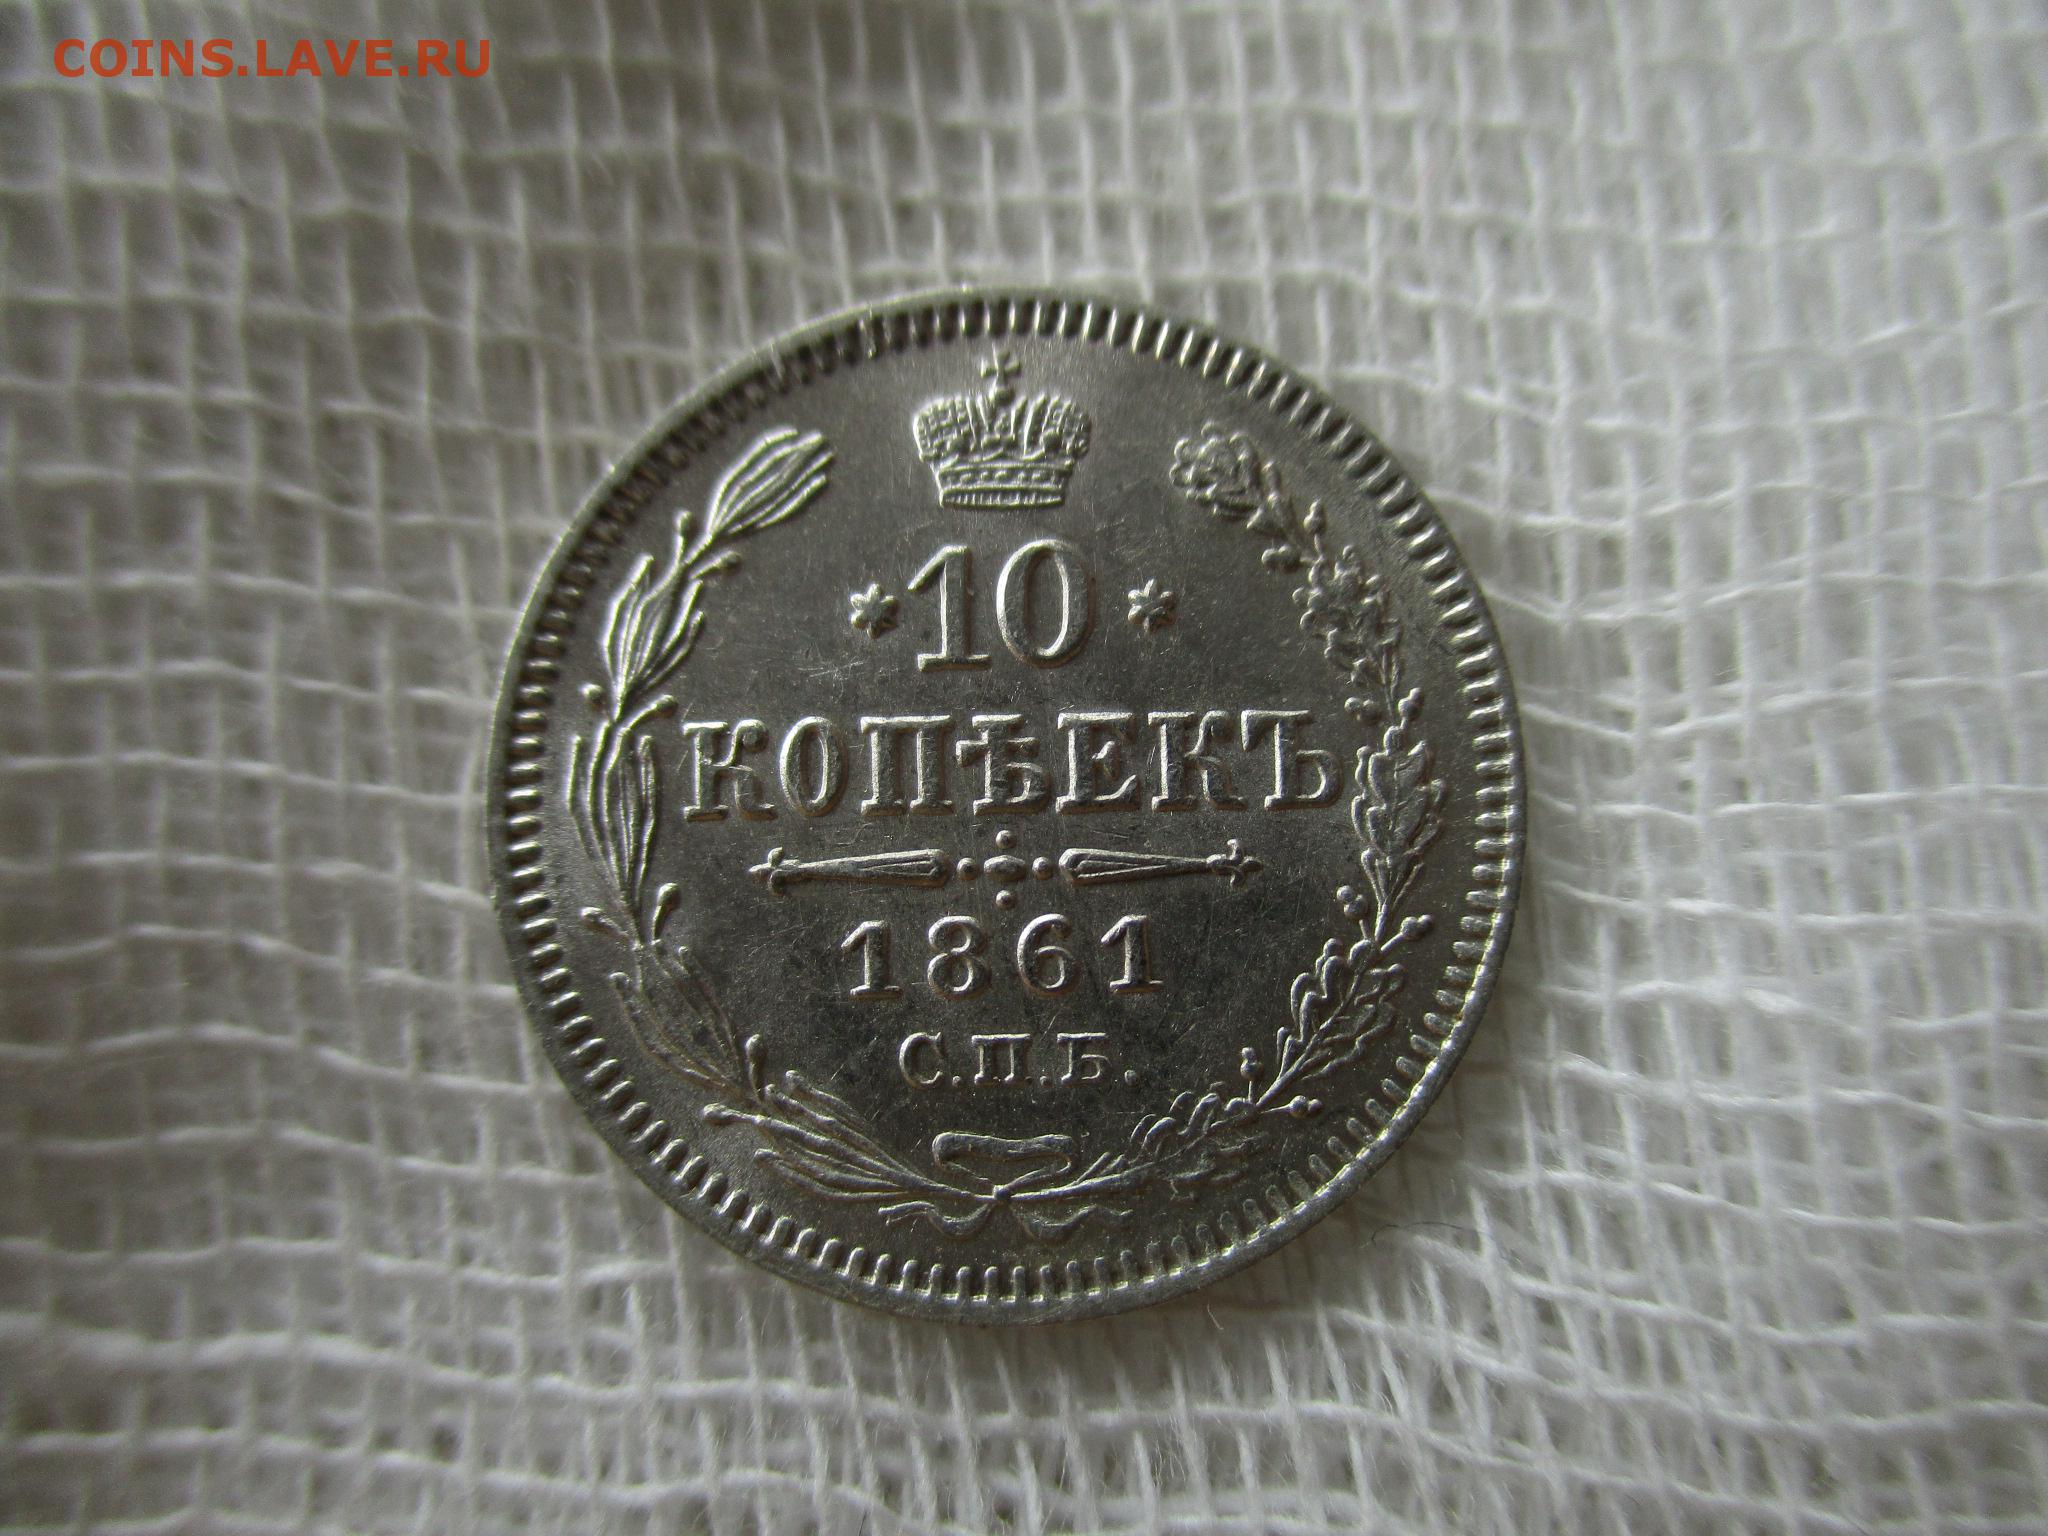 COINS.LAVE.RU
*10*
КОПѢЕКЪ
1861
С.П.Б.